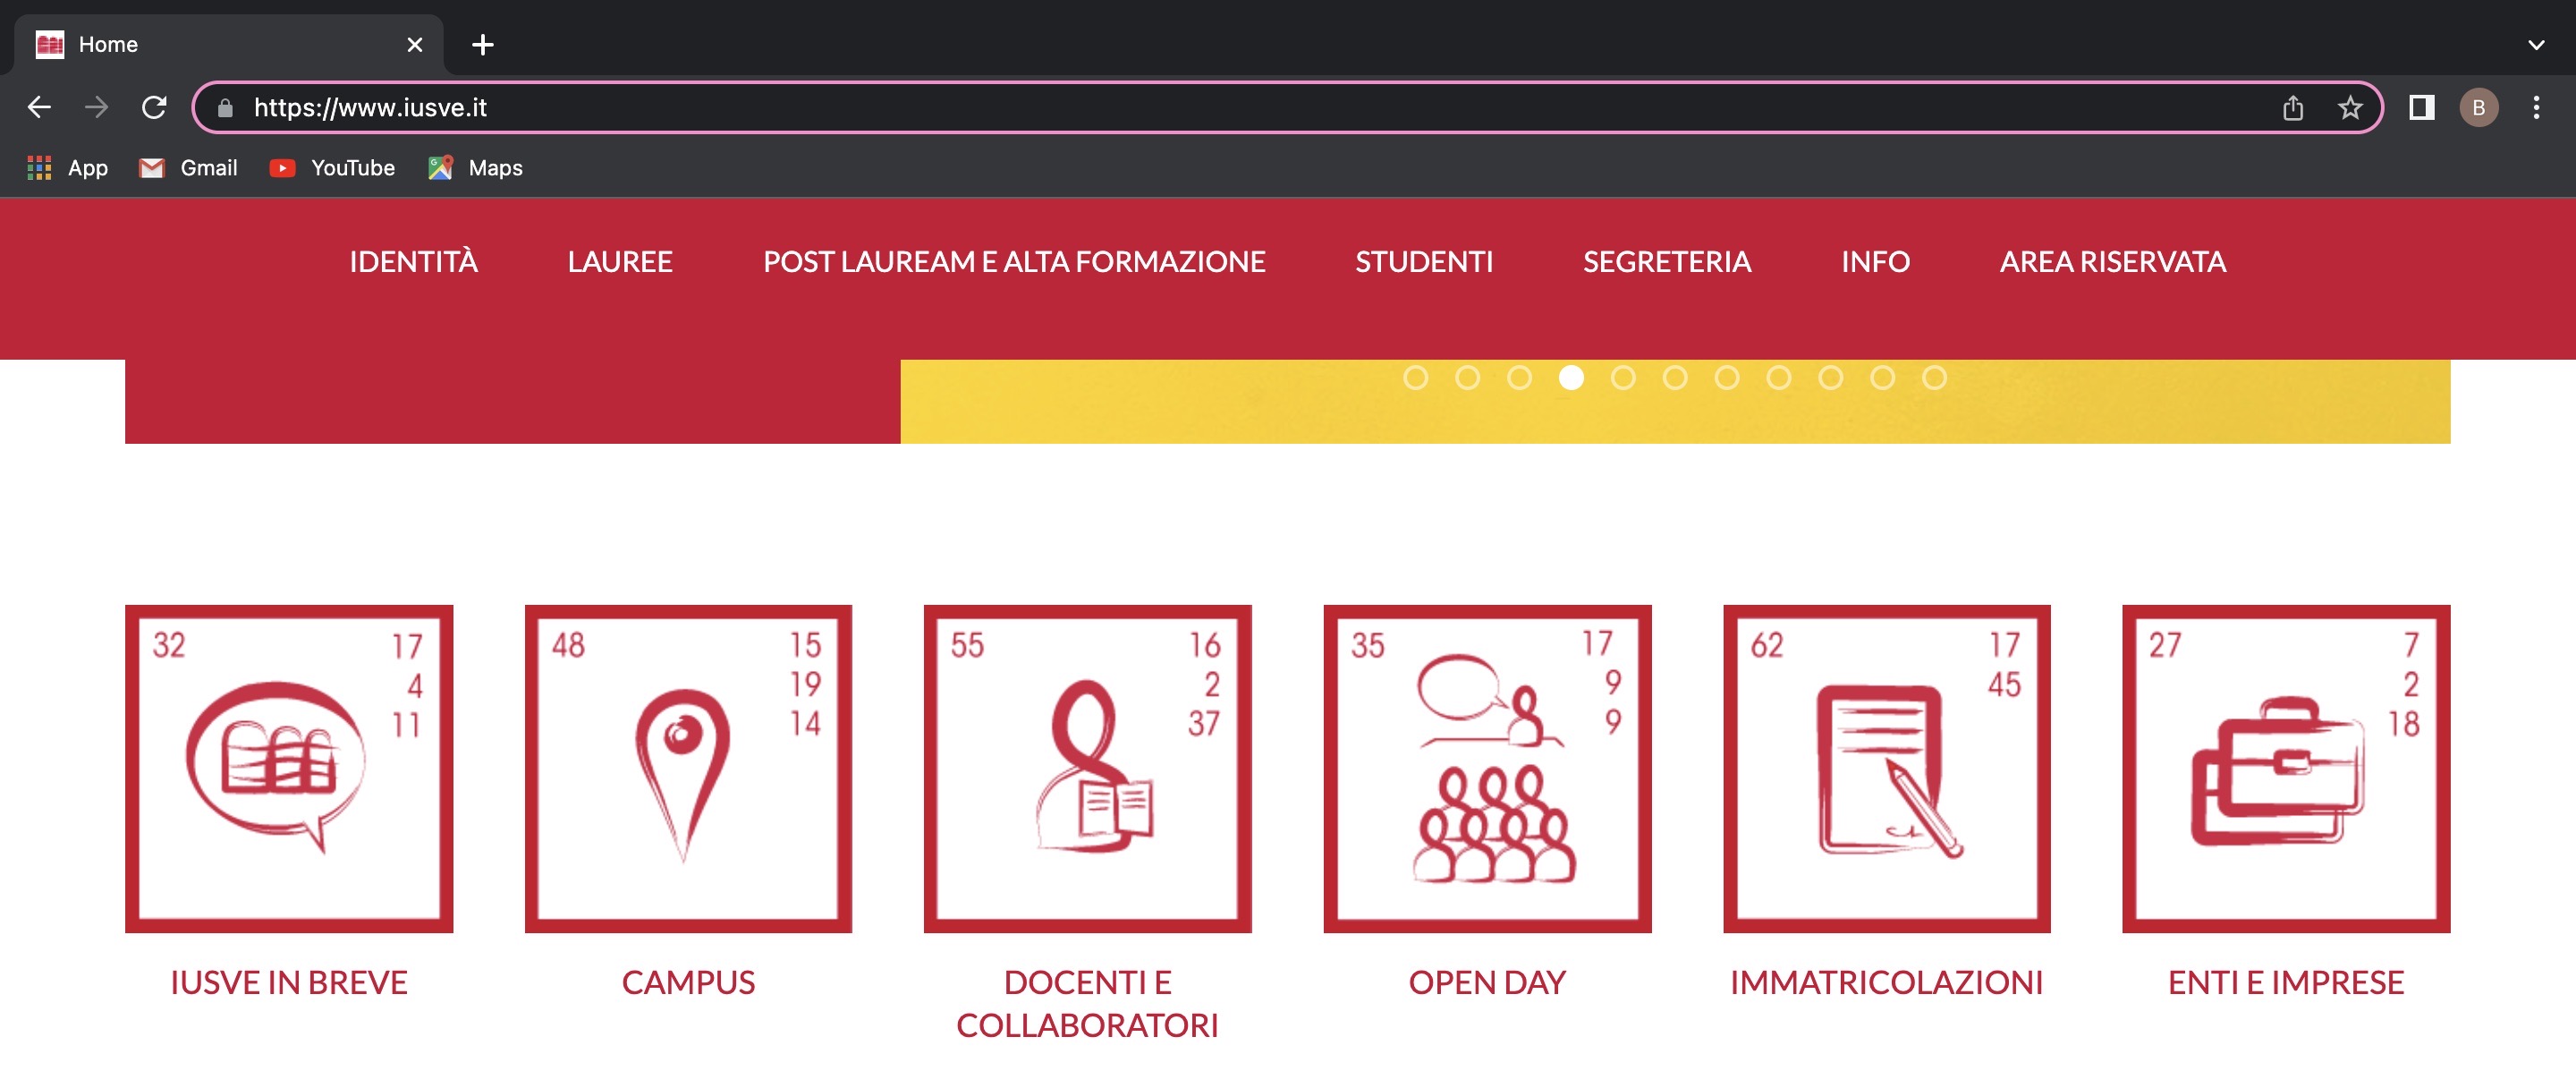 Home
https://www.iusve.it
B
App Gmail YouTube Maps
IDENTITÀ LAUREE POST LAUREAM E ALTA FORMAZIONE STUDENTI SEGRETERIA INFO AREA RISERVATA
32 17
4
11
IUSVE IN BREVE
48 15
19
14
CAMPUS
55 16
2
37
DOCENTI E
COLLABORATORI
35 17
9
9
OPEN DAY
62 17
45
IMMATRICOLAZIONI
27 7
2
18
ENTI E IMPRESE